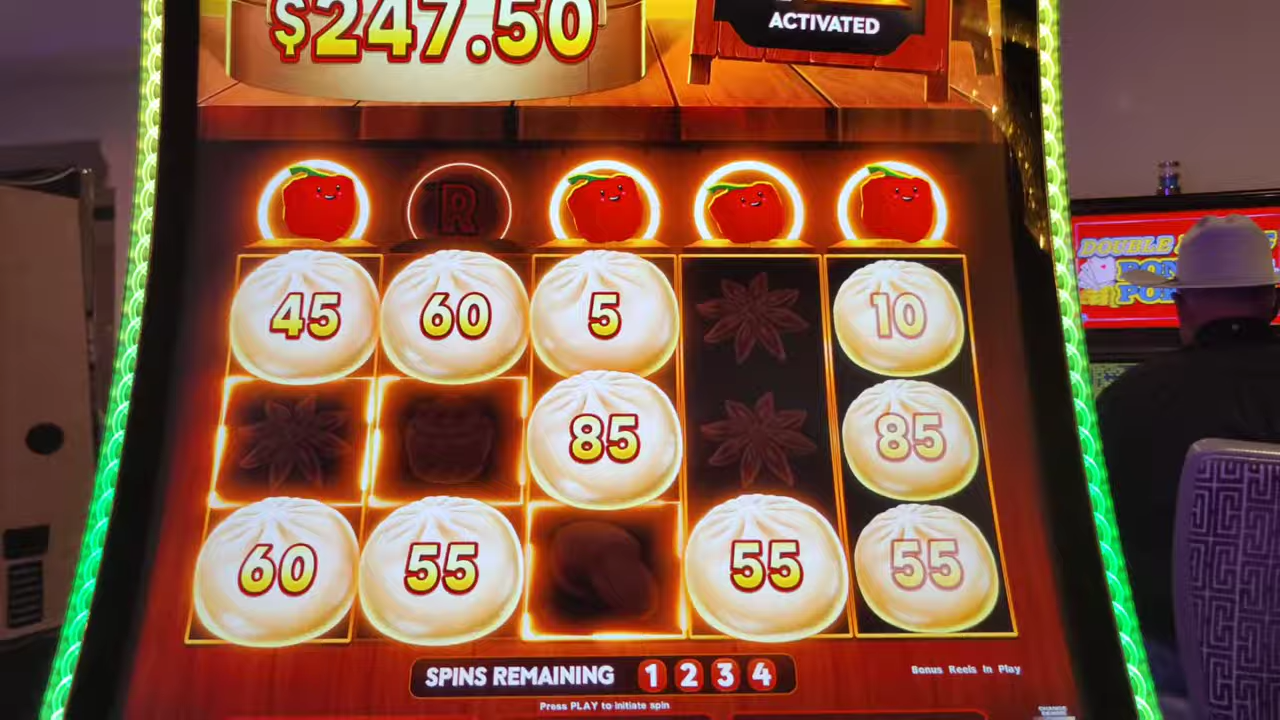 $247.50
ACTIVATED
R
45 60 5 10
85 85
60 55 55 55
SPINS REMAINING 1 2 3 4
Bonus Reels In Play
Press PLAY to initiate spin
DOUBLE